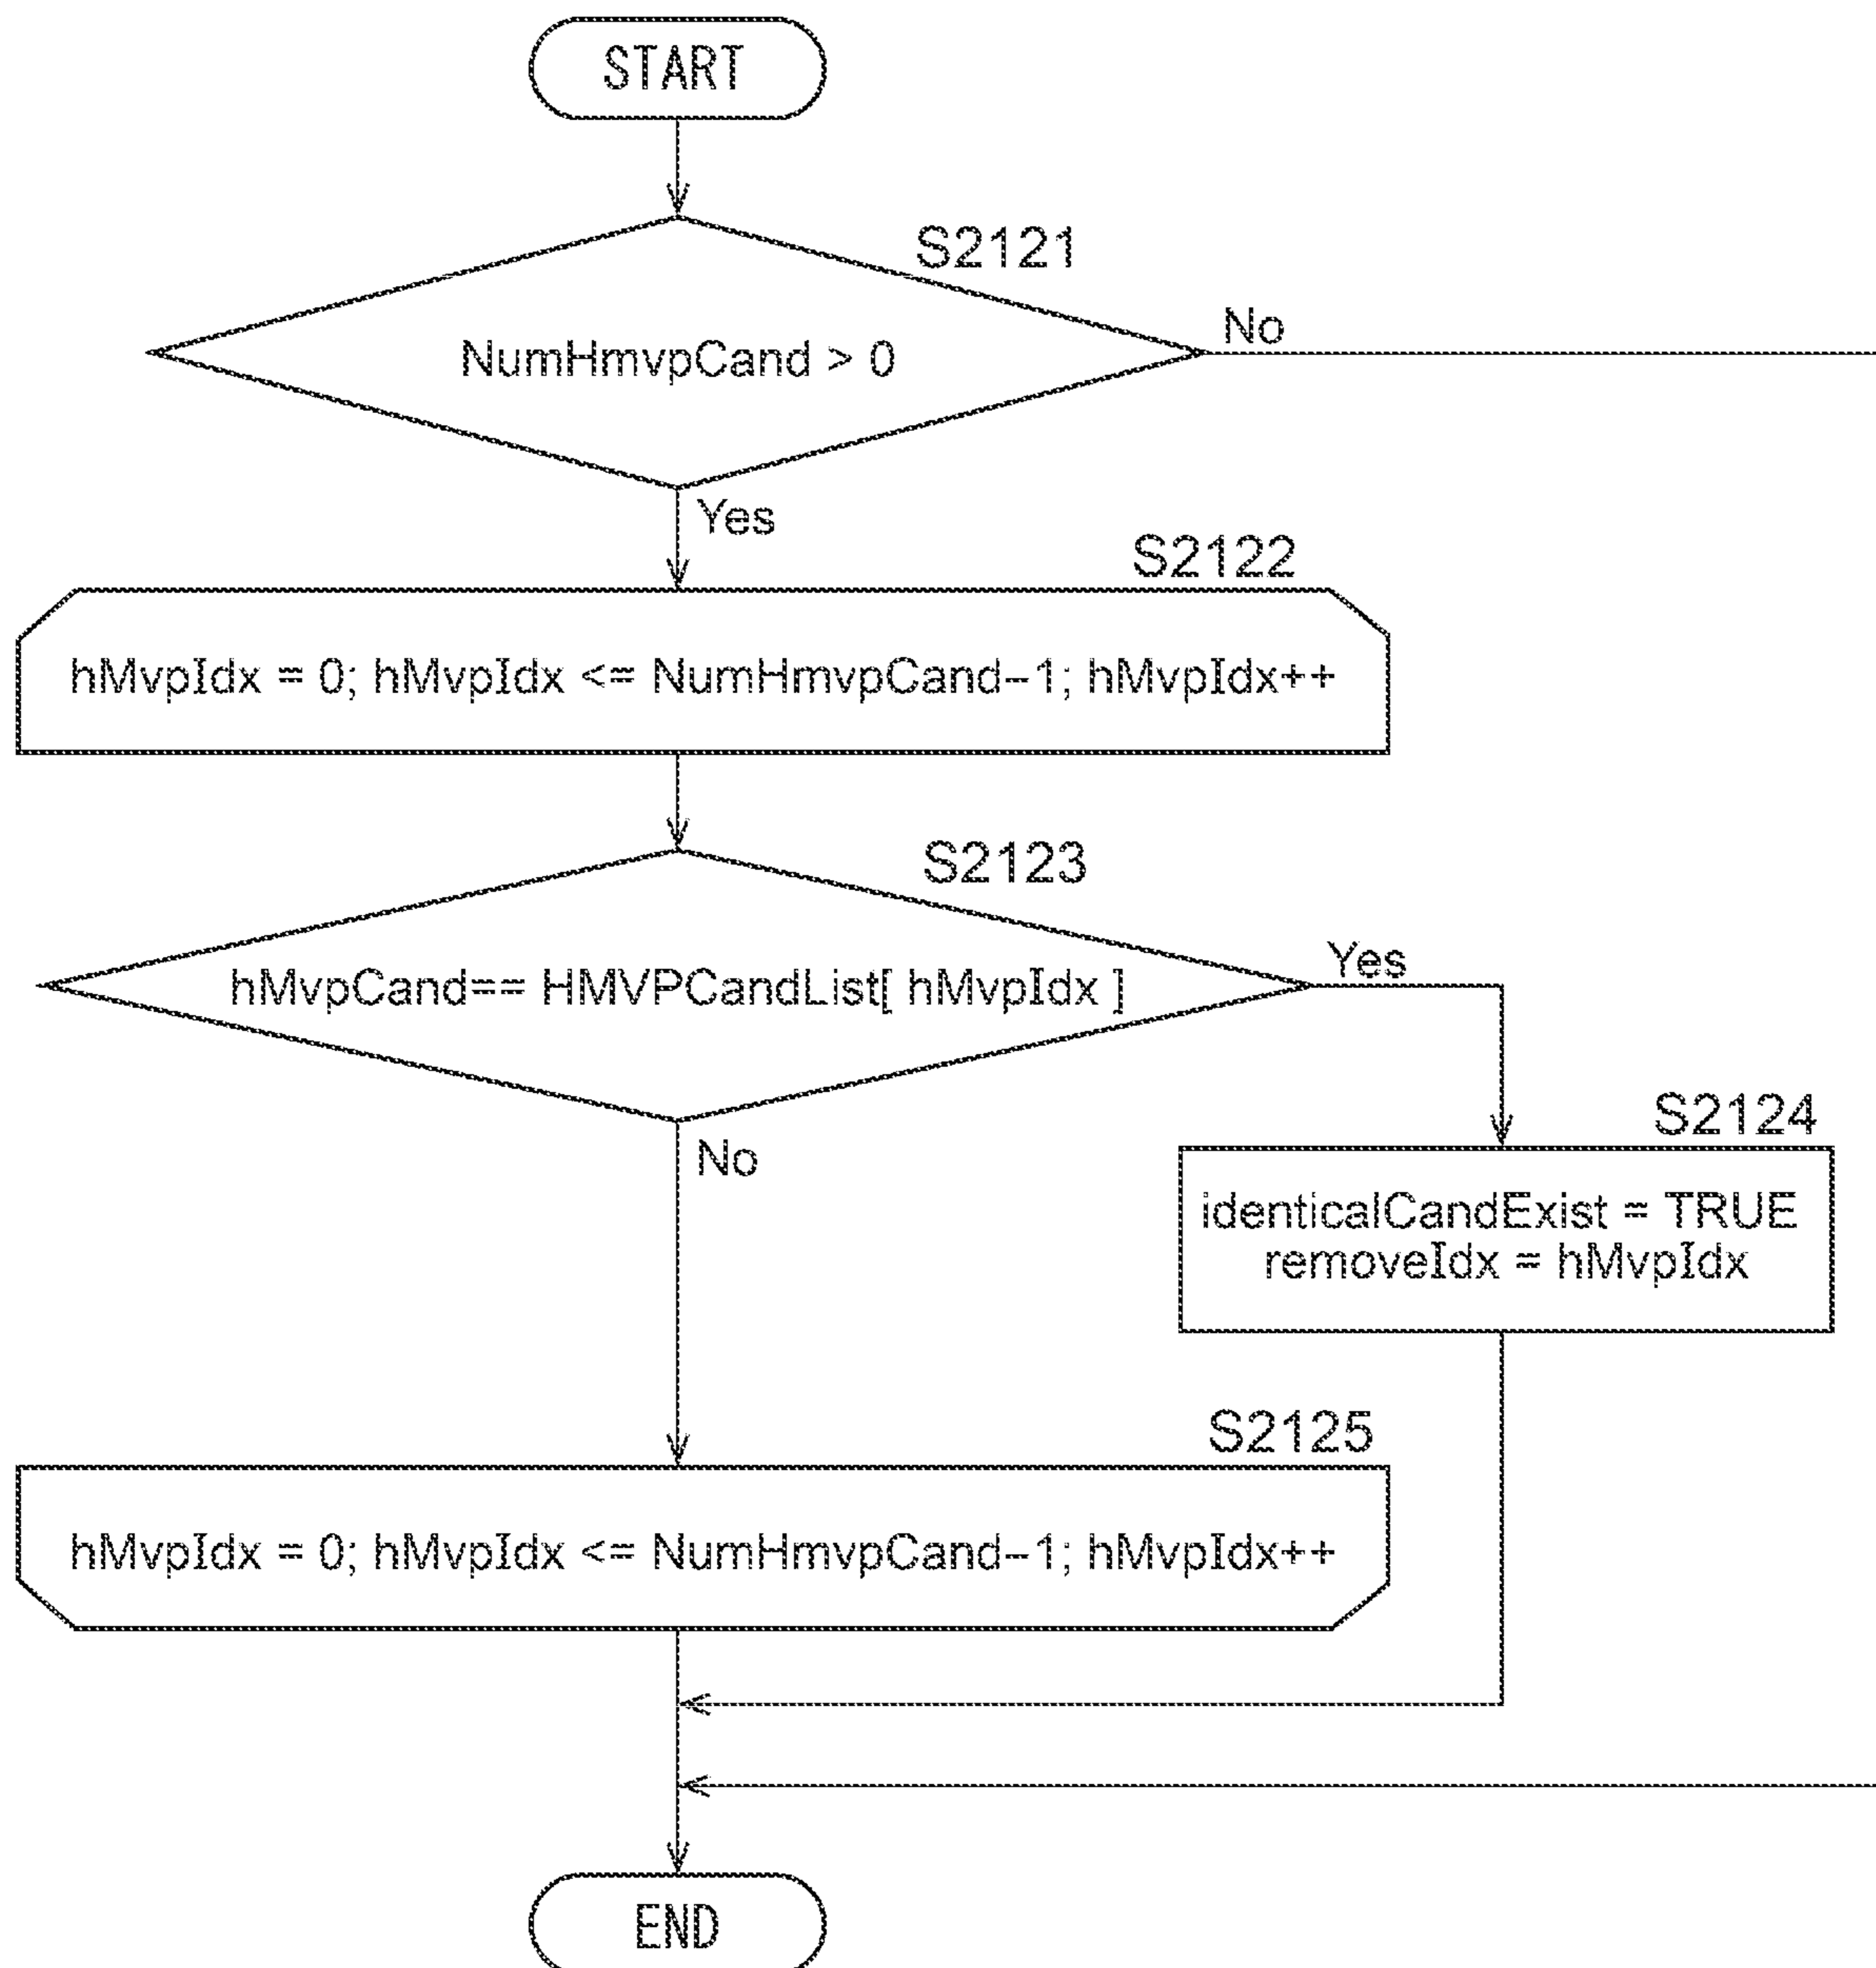 START
S2121
NumHmvpCand > 0
No
Yes
S2122
hMvpIdx = 0; hMvpIdx <= NumHmvpCand-1; hMvpIdx++
S2123
hMvpCand== HMVPCandList[ hMvpIdx ]
Yes
No
S2124
identicalCandExist = TRUE
removeIdx = hMvpIdx
S2125
hMvpIdx = 0; hMvpIdx <= NumHmvpCand-1; hMvpIdx++
END